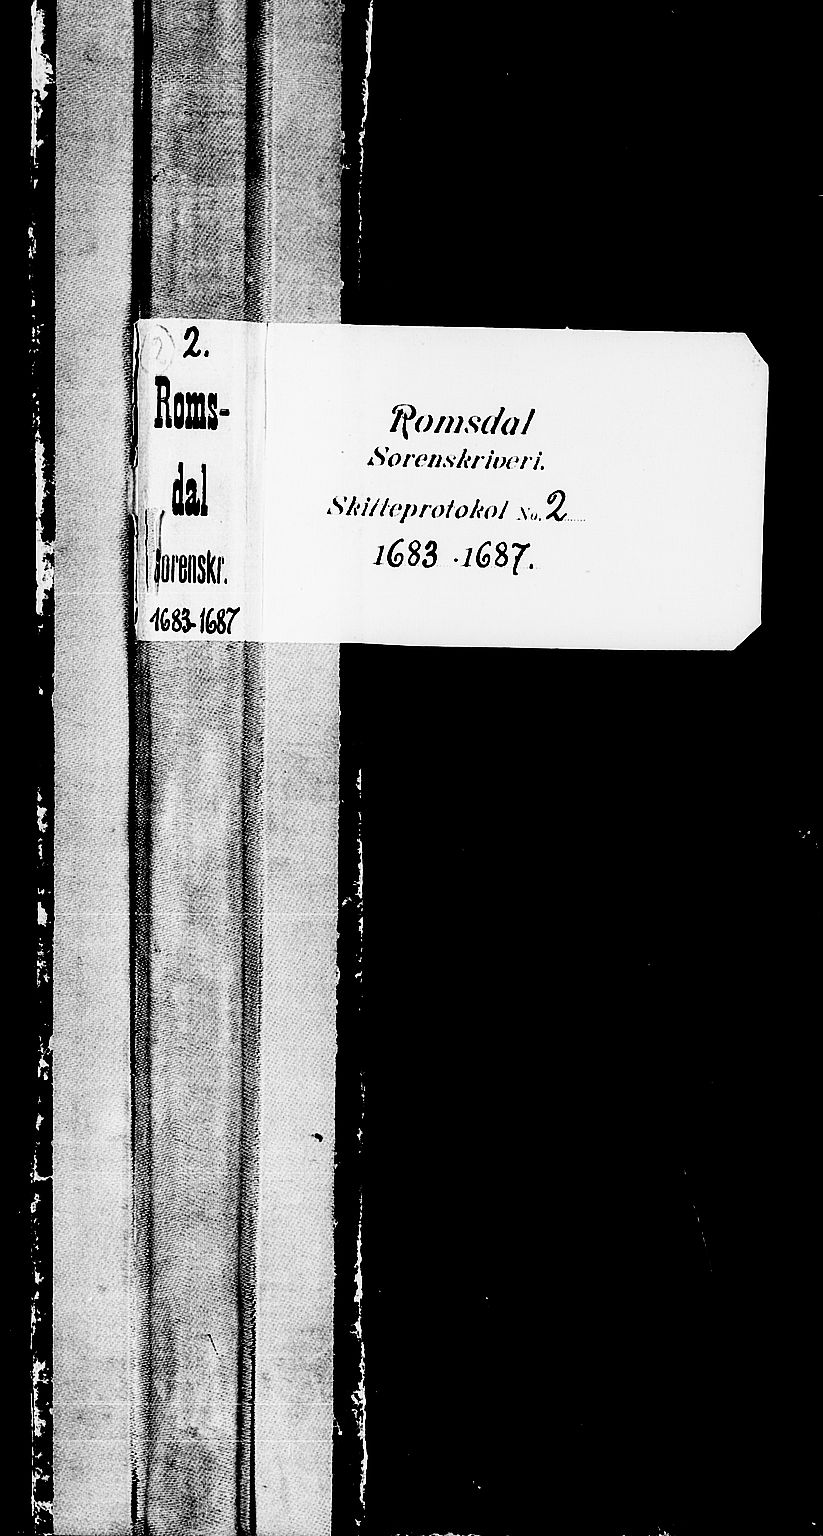 2.
Roms-
dal
Sorenskr.
1683-1687
Romsdal
Sorenskriveri.
Skifteprotokol No. 2
1683 - 1687.